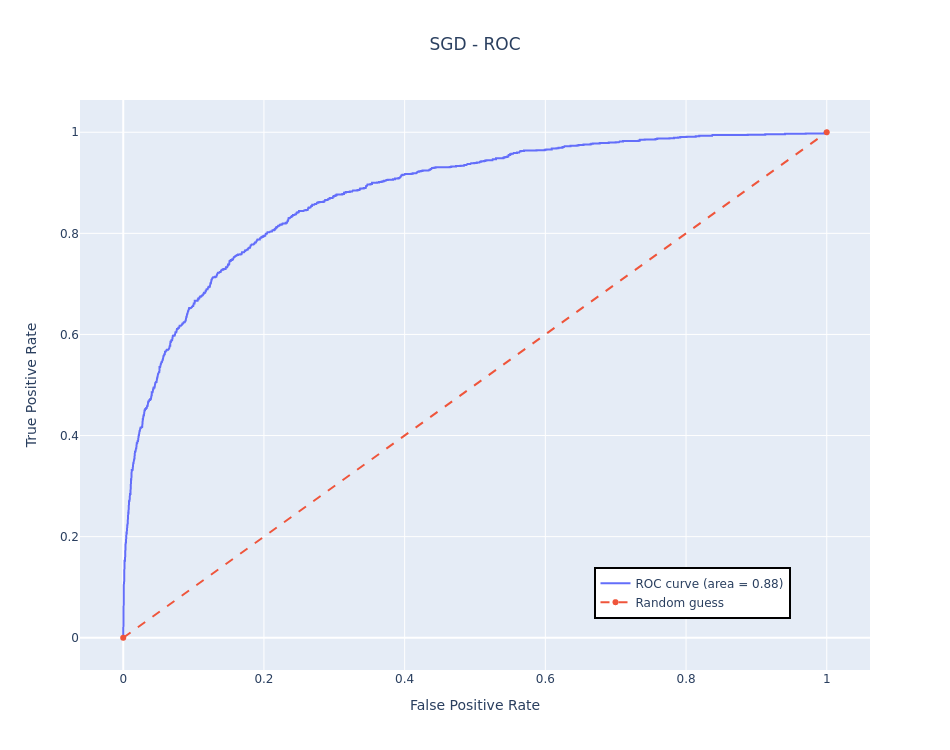 SGD - ROC
1
0.8
0.6
0.4
0.2
0
True Positive Rate
ROC curve (area = 0.88)
Random guess
0 0.2 0.4 0.6 0.8 1
False Positive Rate